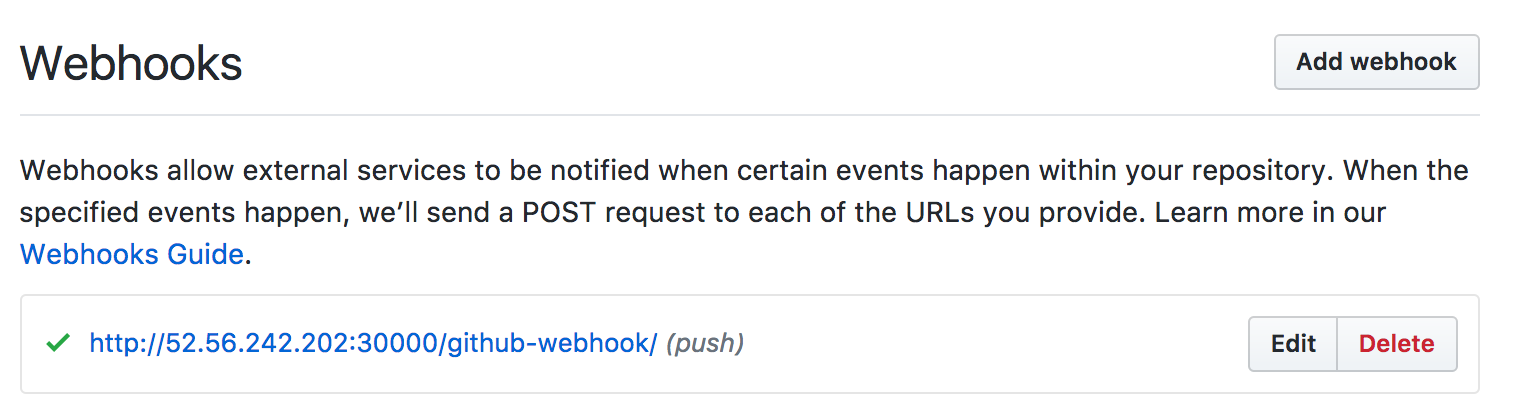 Webhooks
Add webhook
Webhooks allow external services to be notified when certain events happen within your repository. When the
specified events happen, we’ll send a POST request to each of the URLs you provide. Learn more in our
Webhooks Guide.
http://52.56.242.202:30000/github-webhook/ (push)
Edit
Delete